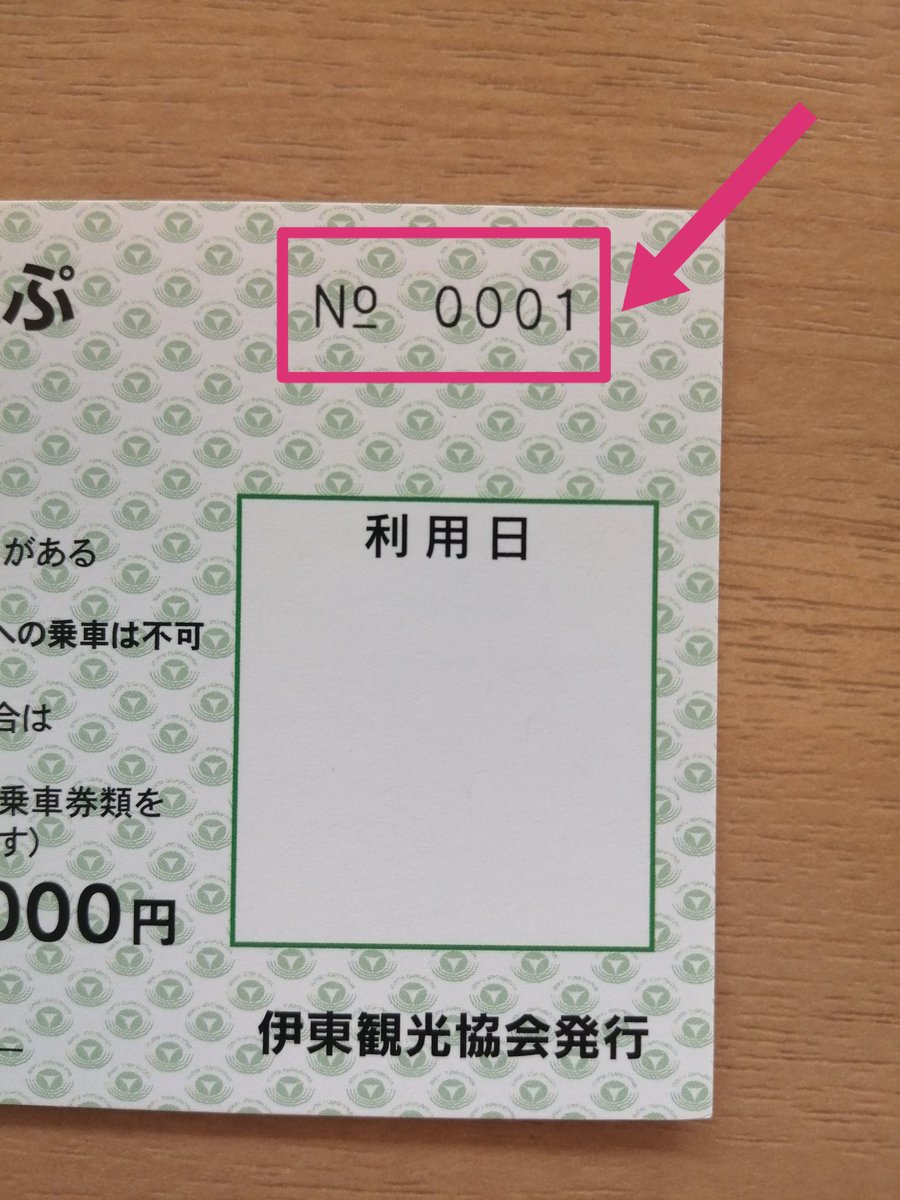 ぷ
№ 0001
利用日
がある
への乗車は不可
合は
乗車券類を
す)
000円
伊東観光協会発行